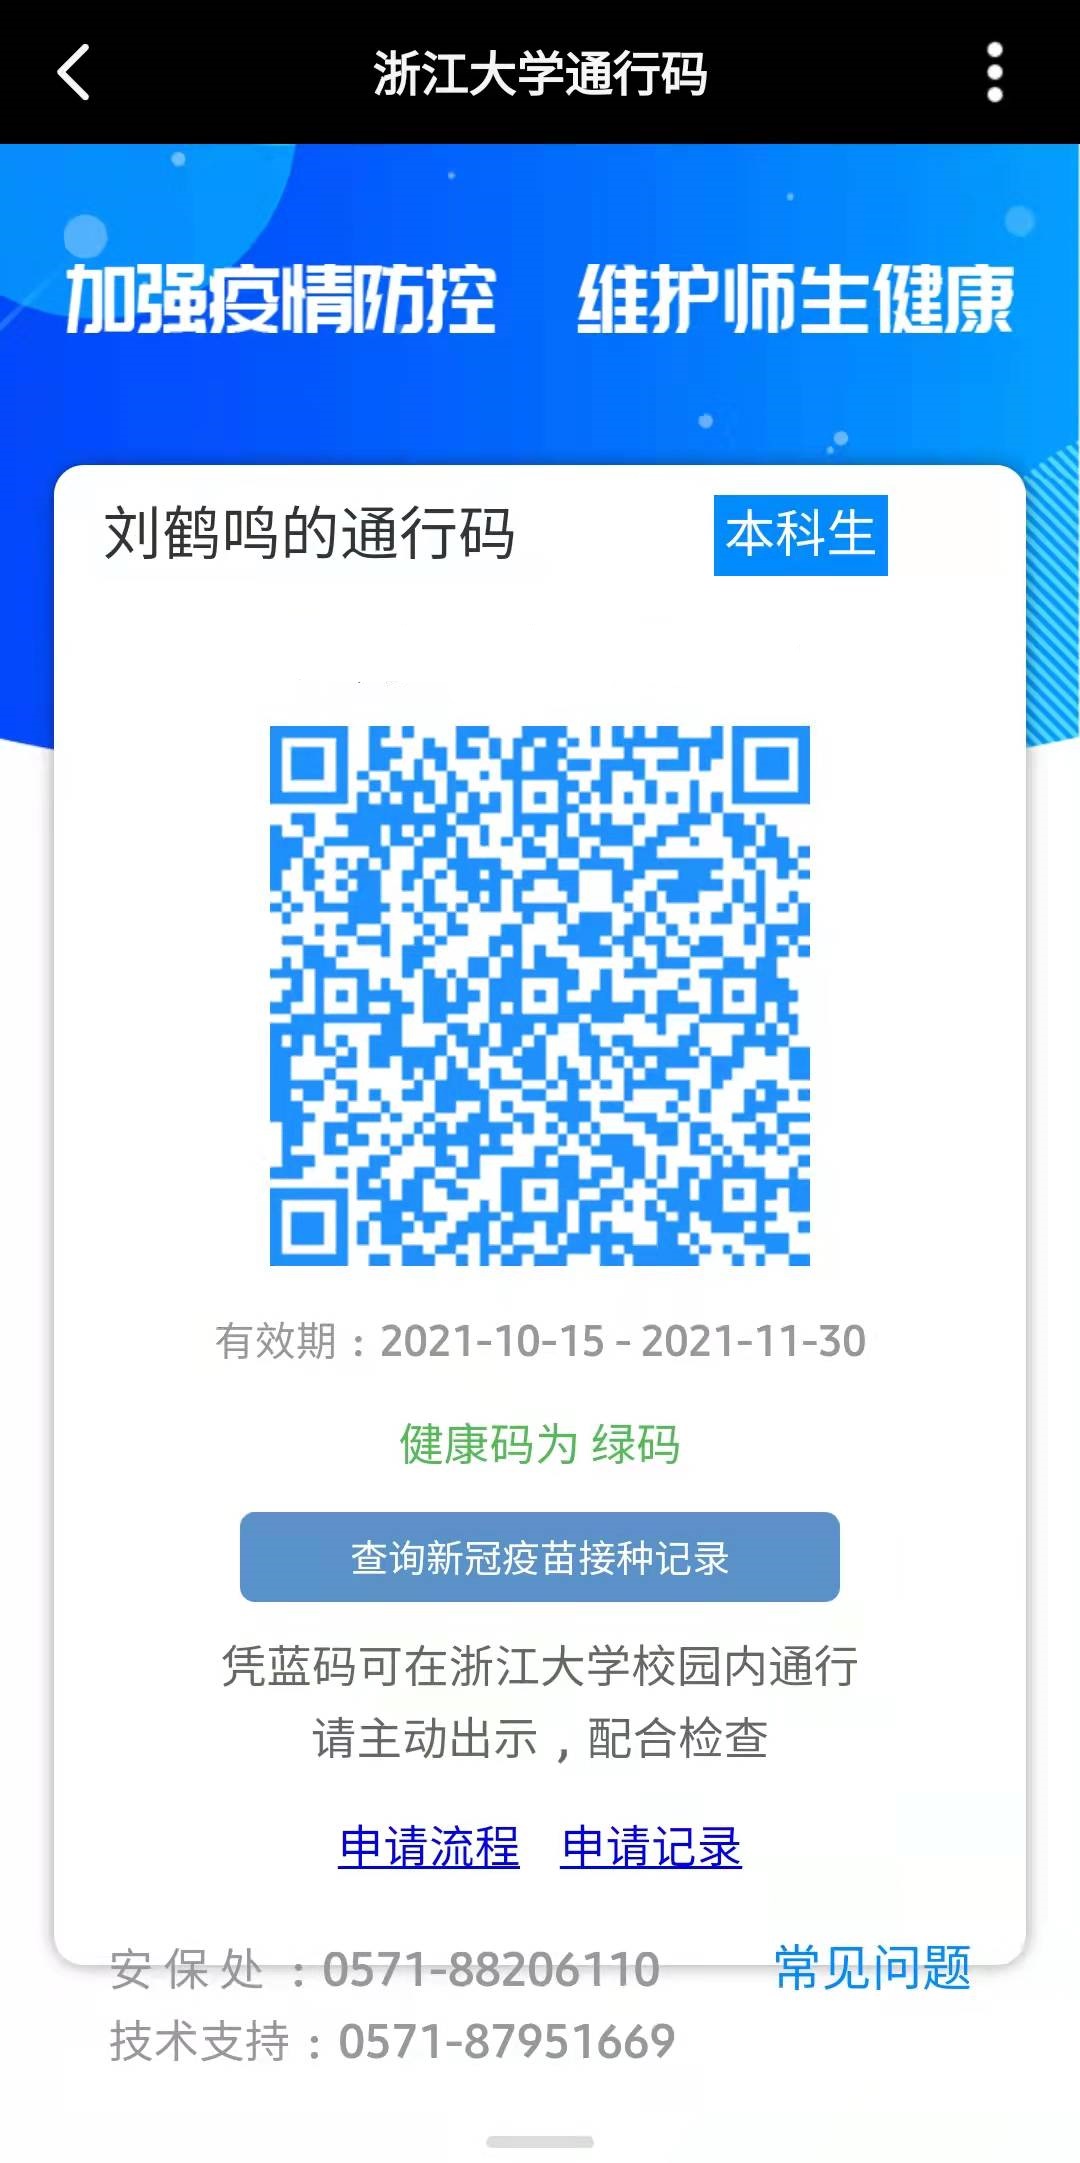 浙江大学通行码
加强疫情防控 维护师生健康
刘鹤鸣的通行码 本科生
有效期：2021-10-15 - 2021-11-30
健康码为 绿码
查询新冠疫苗接种记录
凭蓝码可在浙江大学校园内通行
请主动出示，配合检查
申请流程 申请记录
安 保 处 ：0571-88206110 常见问题
技术支持：0571-87951669